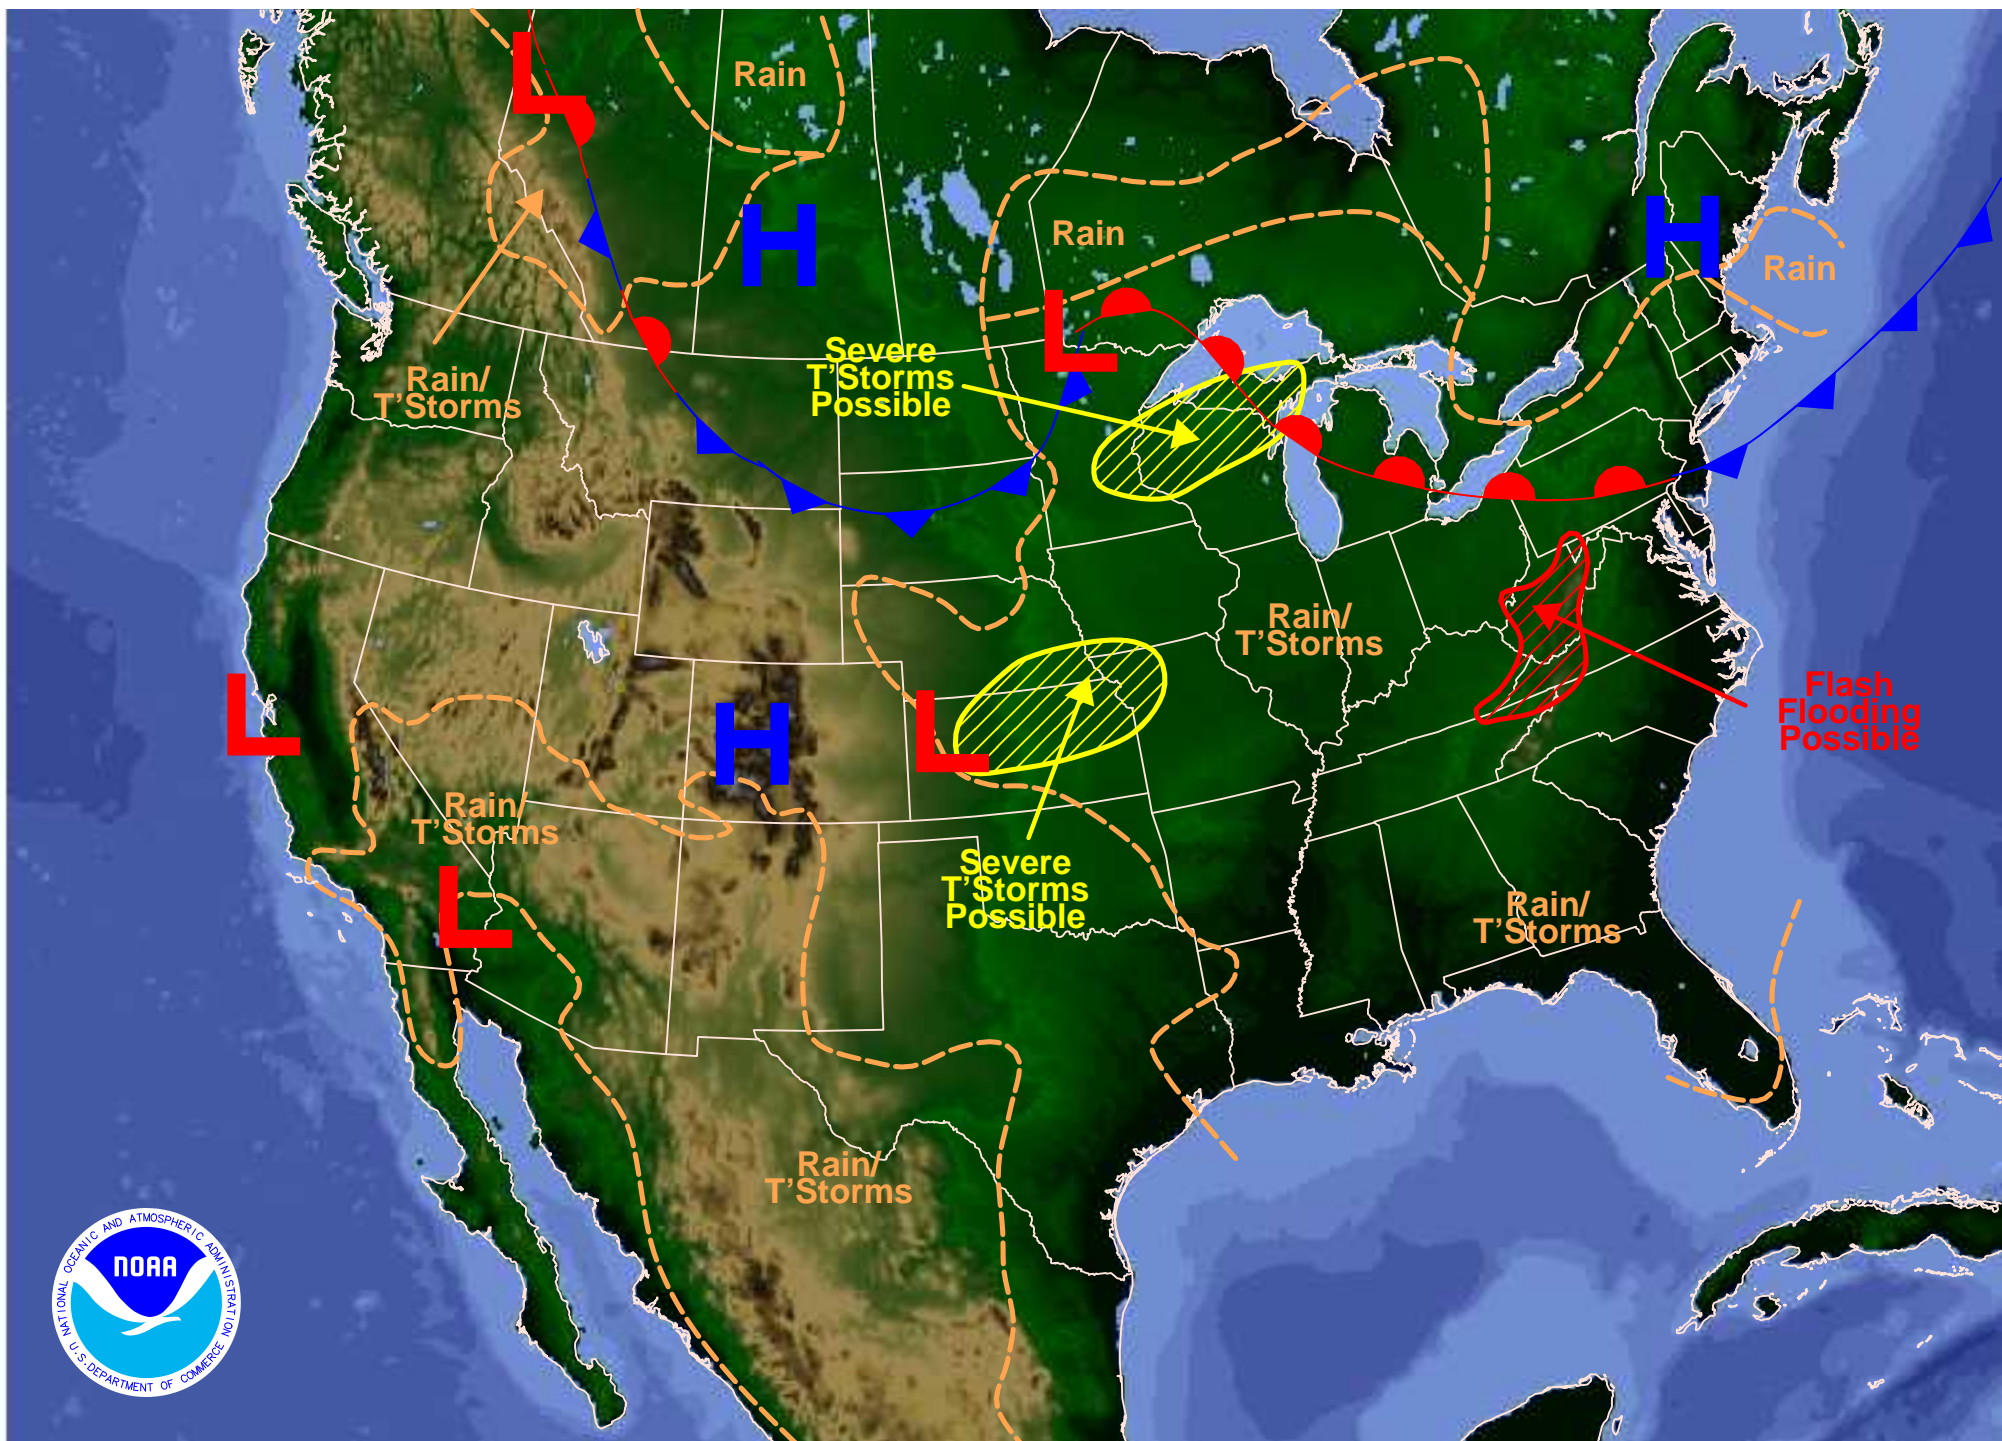 L
Rain
H
H
Rain
Rain
L
Severe
T'Storms
Possible
Rain/
T'Storms
Rain/
T'Storms
L
H
L
Flash
Flooding
Possible
Rain/
T'Storms
L
Severe
T'Storms
Possible
Rain/
T'Storms
Rain/
T'Storms
NATIONAL OCEANIC AND ATMOSPHERIC ADMINISTRATION
NOAA
U.S. DEPARTMENT OF COMMERCE